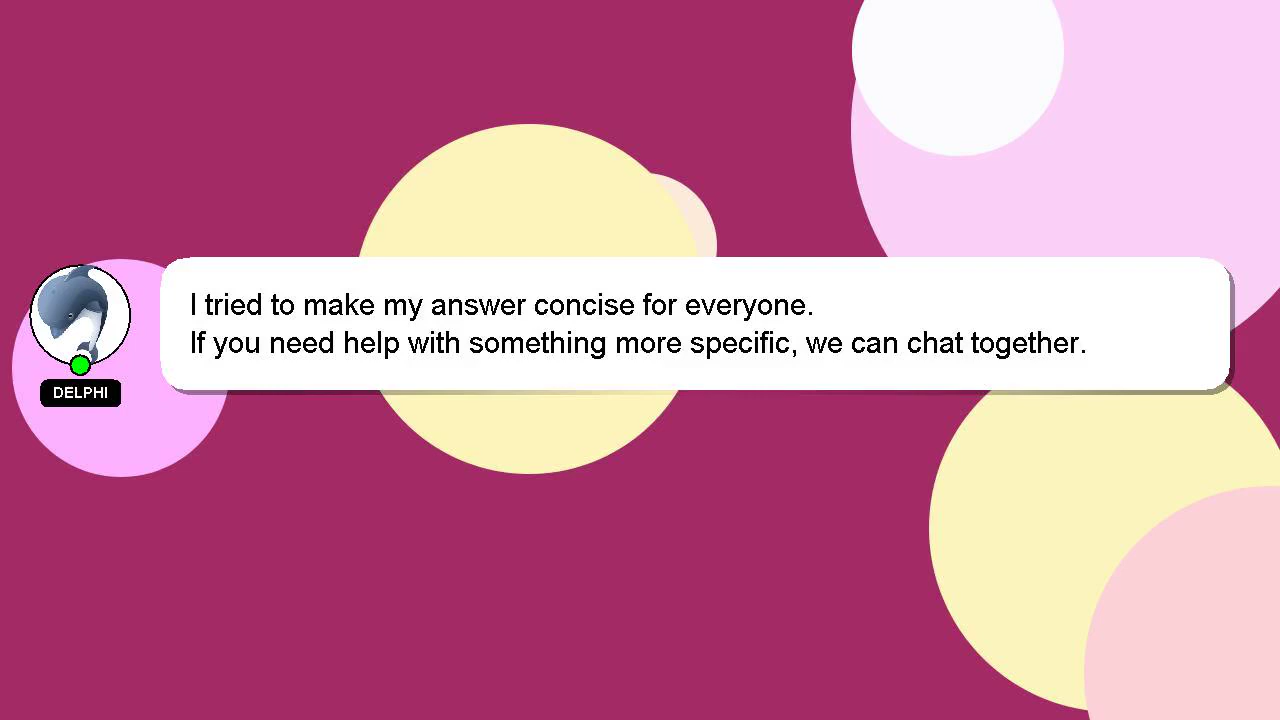 I tried to make my answer concise for everyone.
If you need help with something more specific, we can chat together.
DELPHI